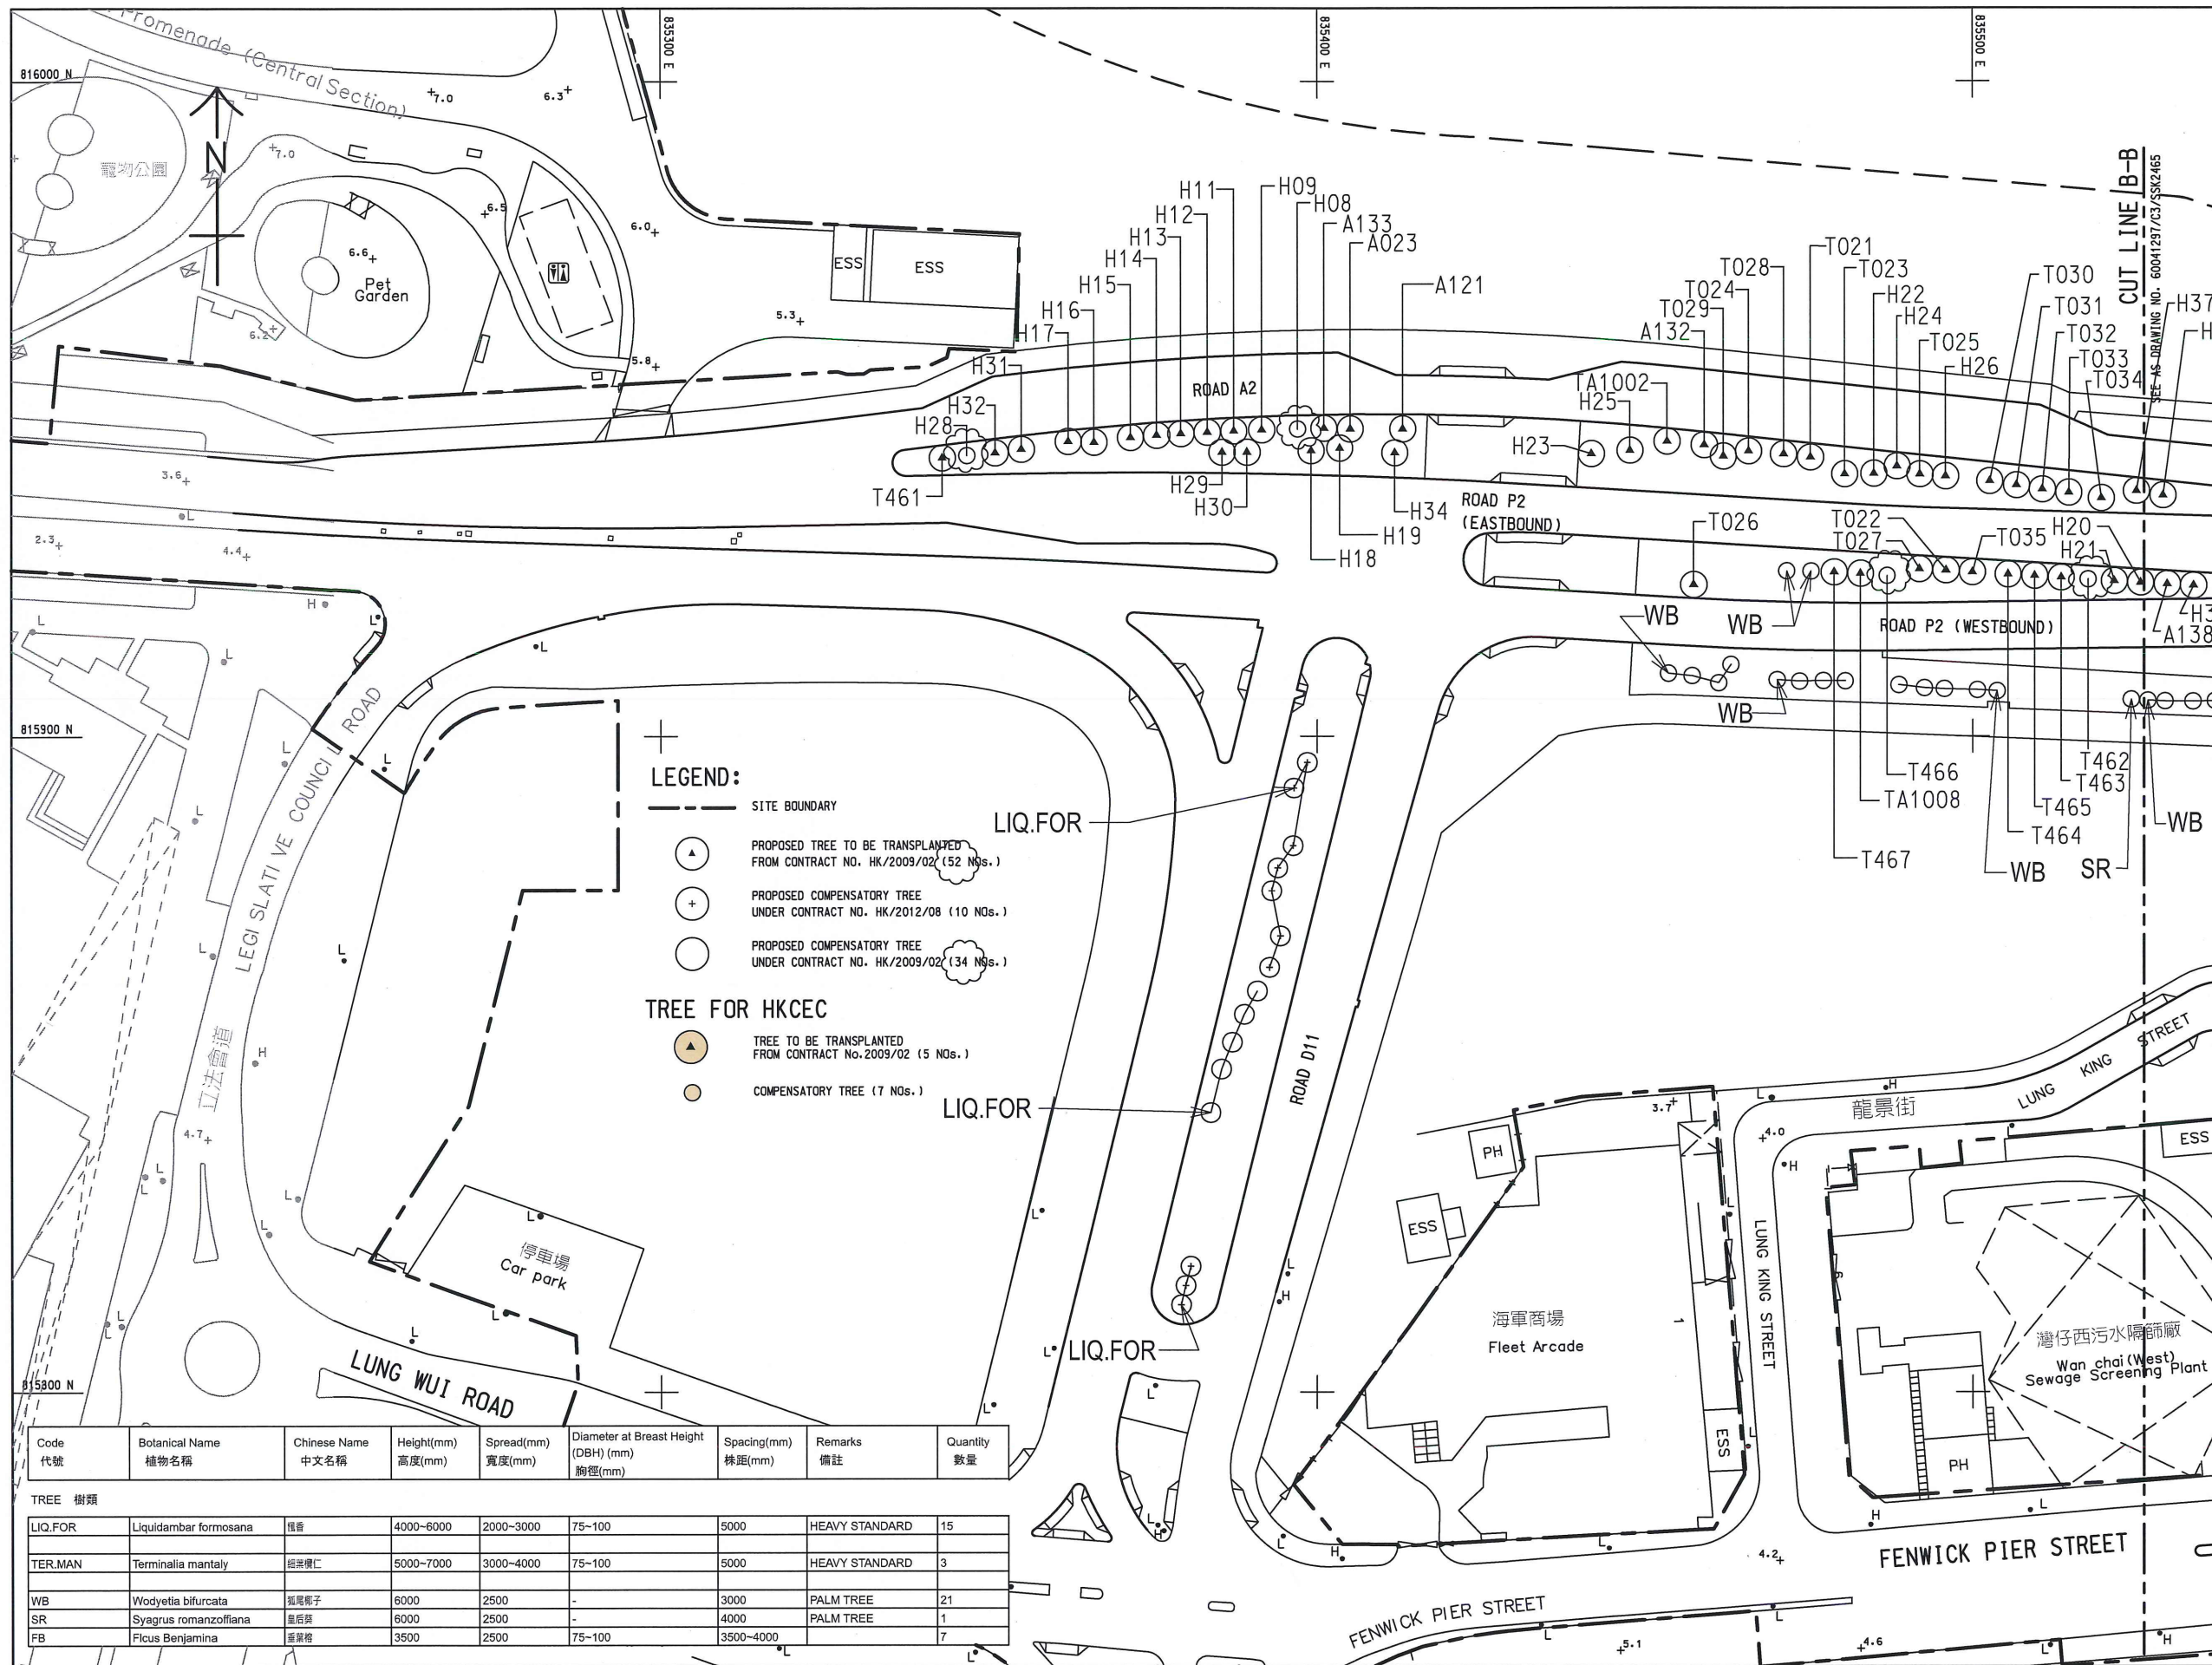 Promenade (Central Section)
816000 N
835300 E
835400 E
835500 E
+7.0
6.3+
+7.0
寵物公園
N
+6.5
6.0+
6.6+
Pet
Garden
6.2+
5.3+
5.8+
ESS
ESS
CUT LINE B-B
SEE AS DRAWING NO. 60041297/C3/SSK2465
H09
H11
H08
H12
A133
H13
A023
H14
H15
A121
H16
H17
H31
H32
H28
T461
H29
H30
H34
H19
H18
ROAD A2
T021
T028
T023
T024
H22
T029
H24
A132
T025
TA1002
H26
H25
H23
T030
T031
T032
T033
T034
H37
ROAD P2
(EASTBOUND)
T026
T022
T027
T035
H20
H21
A138
WB
WB
ROAD P2 (WESTBOUND)
WB
T466
TA1008
T467
T462
T463
T465
T464
WB
SR
WB
3.6+
2.3+
4.4+
L
H
L
815900 N
LEGISLATIVE COUNCIL ROAD
立法會道
4.7+
LEGEND:
SITE BOUNDARY
PROPOSED TREE TO BE TRANSPLANTED
FROM CONTRACT NO. HK/2009/02 (52 NOs.)
PROPOSED COMPENSATORY TREE
UNDER CONTRACT NO. HK/2012/08 (10 NOs.)
PROPOSED COMPENSATORY TREE
UNDER CONTRACT NO. HK/2009/02 (34 NOs.)
TREE FOR HKCEC
TREE TO BE TRANSPLANTED
FROM CONTRACT No.2009/02 (5 NOs.)
COMPENSATORY TREE (7 NOs.)
LIQ.FOR
LIQ.FOR
LIQ.FOR
ROAD D11
LUNG KING STREET
龍景街
3.7+
+4.0
PH
ESS
ESS
LUNG KING STREET
海軍商場
Fleet Arcade
1
ESS
灣仔西污水隔篩廠
Wan chai(West)
Sewage Screening Plant
PH
停車場
Car park
815800 N
LUNG WUI ROAD
4.2+
FENWICK PIER STREET
FENWICK PIER STREET
+5.1
+4.6
Code Botanical Name Chinese Name Height(mm) Spread(mm) Diameter at Breast Height (DBH) (mm) Spacing(mm) Remarks Quantity
代號 植物名稱 中文名稱 高度(mm) 寬度(mm) 胸徑(mm) 株距(mm) 備註 數量
TREE 樹類
LIQ.FOR Liquidambar formosana 楓香 4000~6000 2000~3000 75~100 5000 HEAVY STANDARD 15
TER.MAN Terminalia mantaly 細葉欖仁 5000~7000 3000~4000 75~100 5000 HEAVY STANDARD 3
WB Wodyetia bifurcata 狐尾椰子 6000 2500 - 3000 PALM TREE 21
SR Syagrus romanzoffiana 皇后葵 6000 2500 - 4000 PALM TREE 1
FB Ficus Benjamina 垂葉榕 3500 2500 75~100 3500~4000 7